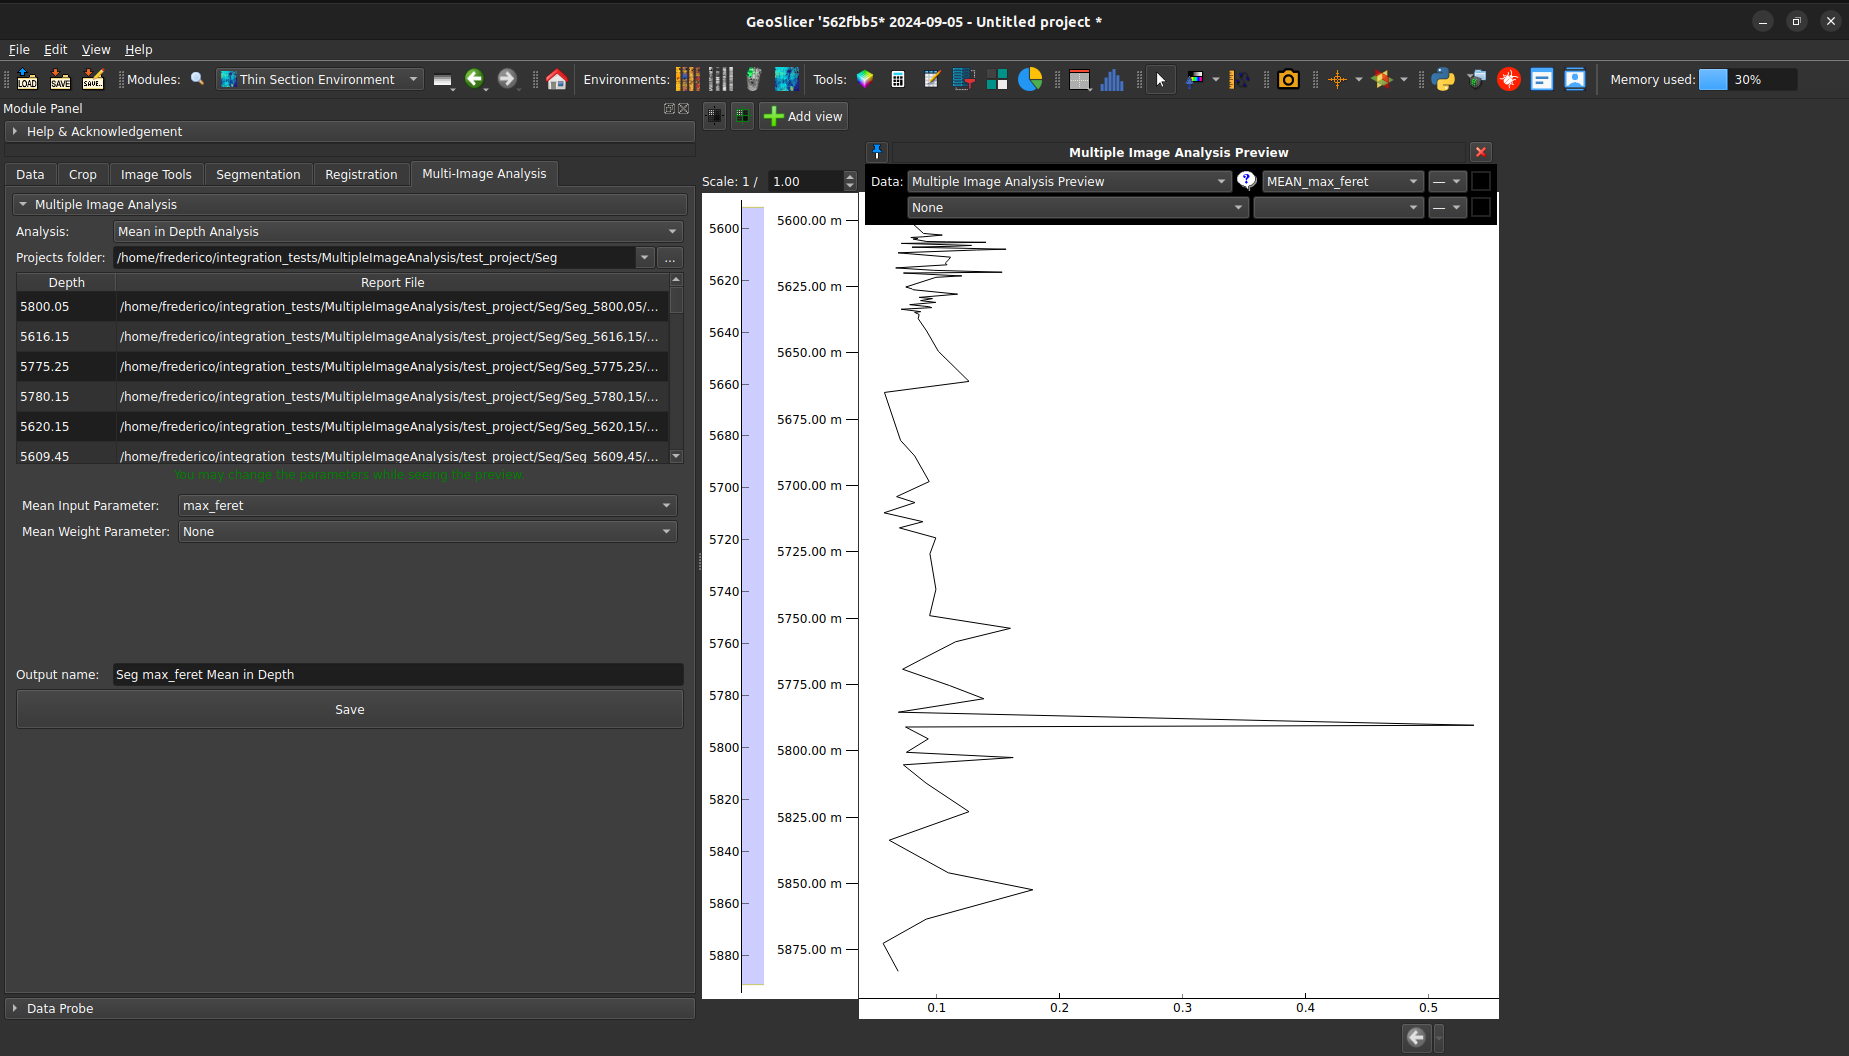 GeoSlicer '562fbb5* 2024-09-05 - Untitled project *
File Edit View Help
LOAD SAVE SAVE.. Modules: Thin Section Environment Environments: Tools: Memory used: 30%
Module Panel
Help & Acknowledgement
Data Crop Image Tools Segmentation Registration Multi-Image Analysis
Multiple Image Analysis
Analysis: Mean in Depth Analysis
Projects folder: /home/frederico/integration_tests/MultipleImageAnalysis/test_project/Seg ...
Depth Report File
5800.05 /home/frederico/integration_tests/MultipleImageAnalysis/test_project/Seg/Seg_5800,05/...
5616.15 /home/frederico/integration_tests/MultipleImageAnalysis/test_project/Seg/Seg_5616,15/...
5775.25 /home/frederico/integration_tests/MultipleImageAnalysis/test_project/Seg/Seg_5775,25/...
5780.15 /home/frederico/integration_tests/MultipleImageAnalysis/test_project/Seg/Seg_5780,15/...
5620.15 /home/frederico/integration_tests/MultipleImageAnalysis/test_project/Seg/Seg_5620,15/...
5609.45 /home/frederico/integration_tests/MultipleImageAnalysis/test_project/Seg/Seg_5609,45/...
You may change the parameters while seeing the preview
Mean Input Parameter: max_feret
Mean Weight Parameter: None
Output name: Seg max_feret Mean in Depth
Save
Data Probe
Add view
Multiple Image Analysis Preview
Scale: 1 / 1.00
Data: Multiple Image Analysis Preview ? MEAN_max_feret —
None —
5600
5620
5640
5660
5680
5700
5720
5740
5760
5780
5800
5820
5840
5860
5880
5600.00 m
5625.00 m
5650.00 m
5675.00 m
5700.00 m
5725.00 m
5750.00 m
5775.00 m
5800.00 m
5825.00 m
5850.00 m
5875.00 m
0.1 0.2 0.3 0.4 0.5